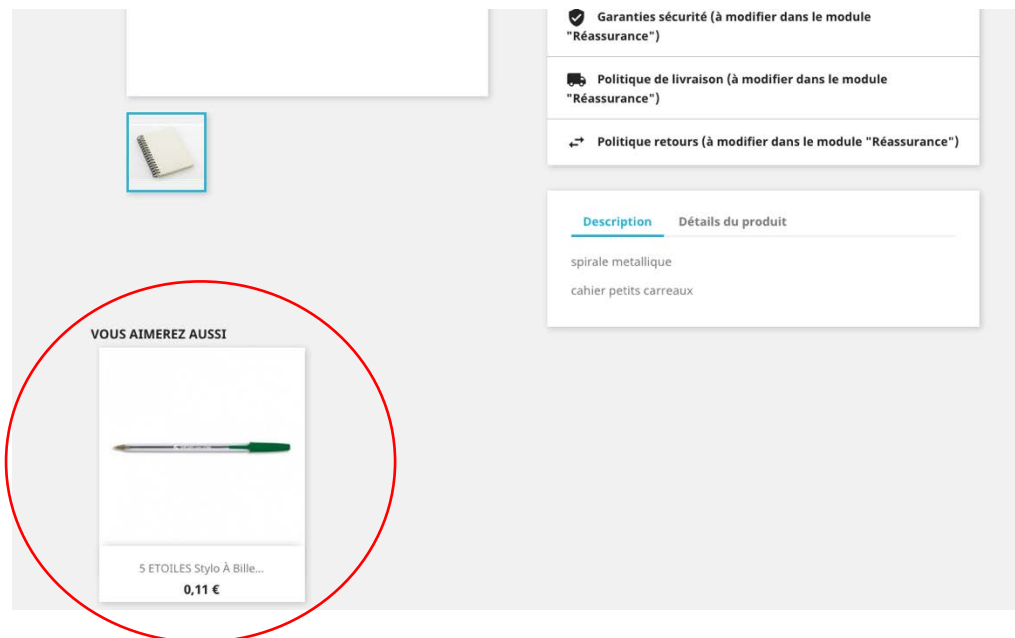 Garanties sécurité (à modifier dans le module
"Réassurance")
Politique de livraison (à modifier dans le module
"Réassurance")
Politique retours (à modifier dans le module "Réassurance")
Description Détails du produit
spirale metallique
cahier petits carreaux
VOUS AIMEREZ AUSSI
5 ETOILES Stylo À Bille...
0,11 €